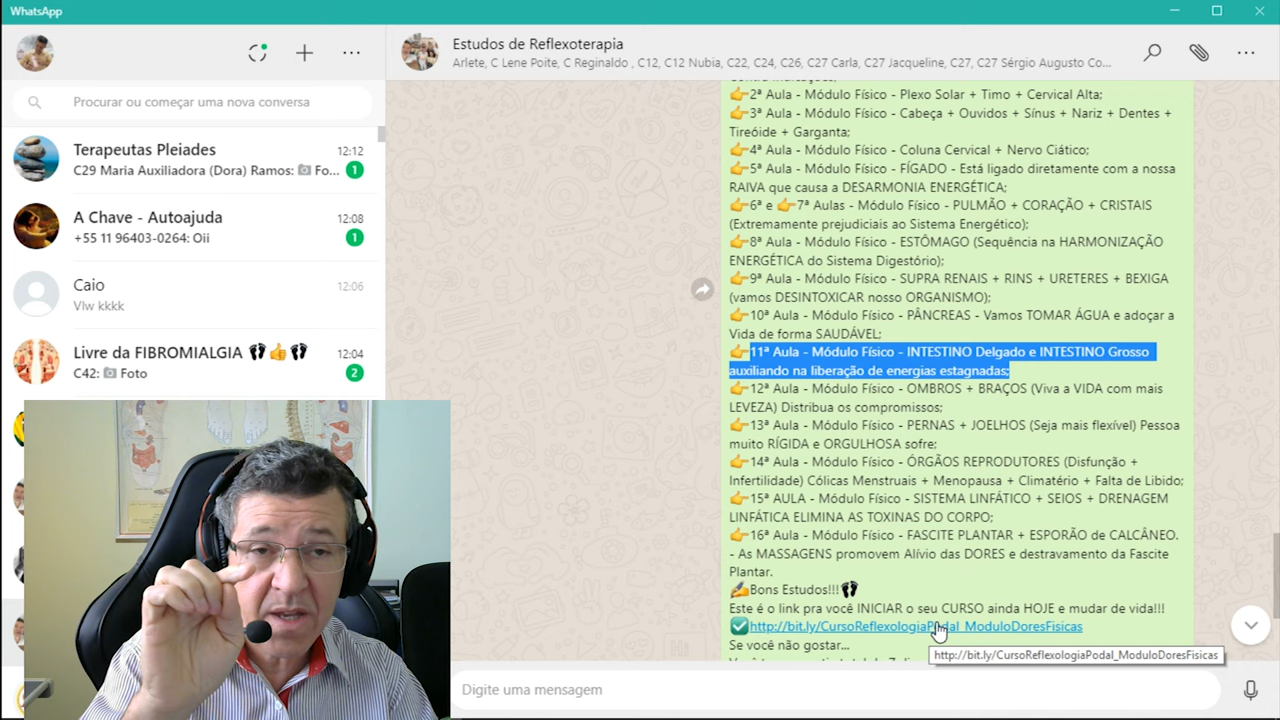 WhatsApp
Procurar ou começar uma nova conversa
Terapeutas Pleiades
12:12
C29 Maria Auxiliadora (Dora) Ramos: Fo...
1
A Chave - Autoajuda
12:08
+55 11 96403-0264: Oii
1
Caio
12:06
Vlw kkkk
Livre da FIBROMIALGIA 👣👍👣
12:04
C42: Foto
2
Estudos de Reflexoterapia
Arlete, C Lene Poite, C Reginaldo , C12, C12 Nubia, C22, C24, C26, C27 Carla, C27 Jacqueline, C27, C27 Sérgio Augusto Co...
👉2ª Aula - Módulo Físico - Plexo Solar + Timo + Cervical Alta;
👉3ª Aula - Módulo Físico - Cabeça + Ouvidos + Sínus + Nariz + Dentes +
Tireóide + Garganta;
👉4ª Aula - Módulo Físico - Coluna Cervical + Nervo Ciático;
👉5ª Aula - Módulo Físico - FÍGADO - Está ligado diretamente com a nossa
RAIVA que causa a DESARMONIA ENERGÉTICA;
👉6ª e 👉7ª Aulas - Módulo Físico - PULMÃO + CORAÇÃO + CRISTAIS
(Extremamente prejudiciais ao Sistema Energético);
👉8ª Aula - Módulo Físico - ESTÔMAGO (Sequência na HARMONIZAÇÃO
ENERGÉTICA do Sistema Digestório);
👉9ª Aula - Módulo Físico - SUPRA RENAIS + RINS + URETERES + BEXIGA
(vamos DESINTOXICAR nosso ORGANISMO);
👉10ª Aula - Módulo Físico - PÂNCREAS - Vamos TOMAR ÁGUA e adoçar a
Vida de forma SAUDÁVEL;
👉11ª Aula - Módulo Físico - INTESTINO Delgado e INTESTINO Grosso
auxiliando na liberação de energias estagnadas;
👉12ª Aula - Módulo Físico - OMBROS + BRAÇOS (Viva a VIDA com mais
LEVEZA) Distribua os compromissos;
👉13ª Aula - Módulo Físico - PERNAS + JOELHOS (Seja mais flexível) Pessoa
muito RÍGIDA e ORGULHOSA sofre;
👉14ª Aula - Módulo Físico - ÓRGÃOS REPRODUTORES (Disfunção +
Infertilidade) Cólicas Menstruais + Menopausa + Climatério + Falta de Libido;
👉15ª AULA - Módulo Físico - SISTEMA LINFÁTICO + SEIOS + DRENAGEM
LINFÁTICA ELIMINA AS TOXINAS DO CORPO;
👉16ª Aula - Módulo Físico - FASCITE PLANTAR + ESPORÃO de CALCÂNEO.
- As MASSAGENS promovem Alívio das DORES e destravamento da Fascite
Plantar.
✍Bons Estudos!!!👣
Este é o link pra você INICIAR o seu CURSO ainda HOJE e mudar de vida!!!
✅http://bit.ly/CursoReflexologiaPodal_ModuloDoresFisicas
Se você não gostar...
http://bit.ly/CursoReflexologiaPodal_ModuloDoresFisicas
Digite uma mensagem